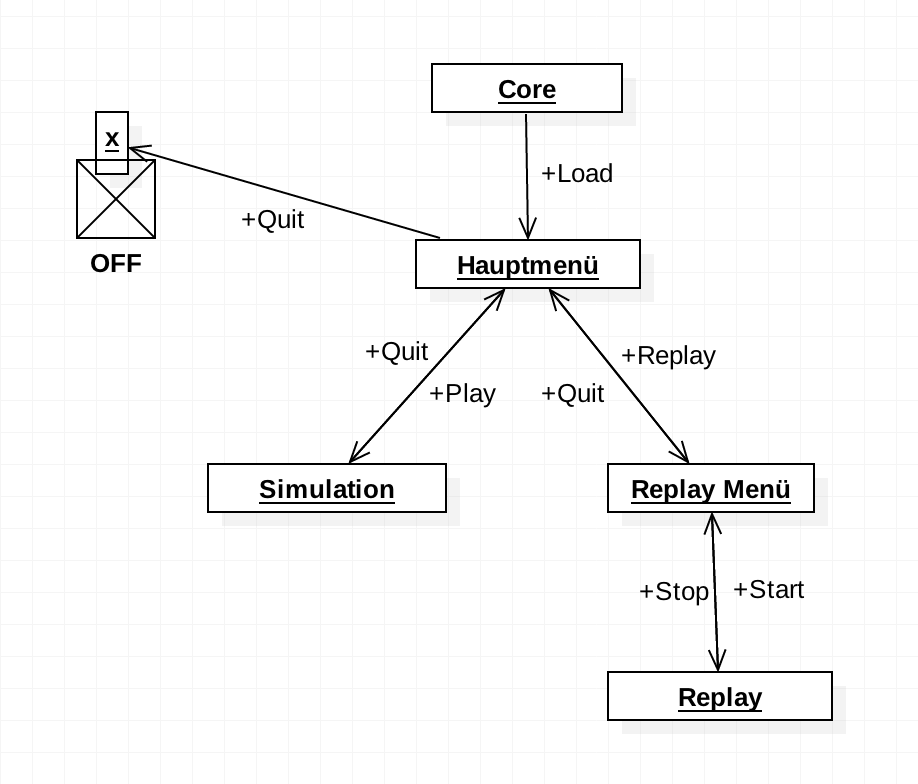 Core
x
+Load
+Quit
OFF
Hauptmenü
+Quit
+Replay
+Play
+Quit
Simulation
Replay Menü
+Stop
+Start
Replay